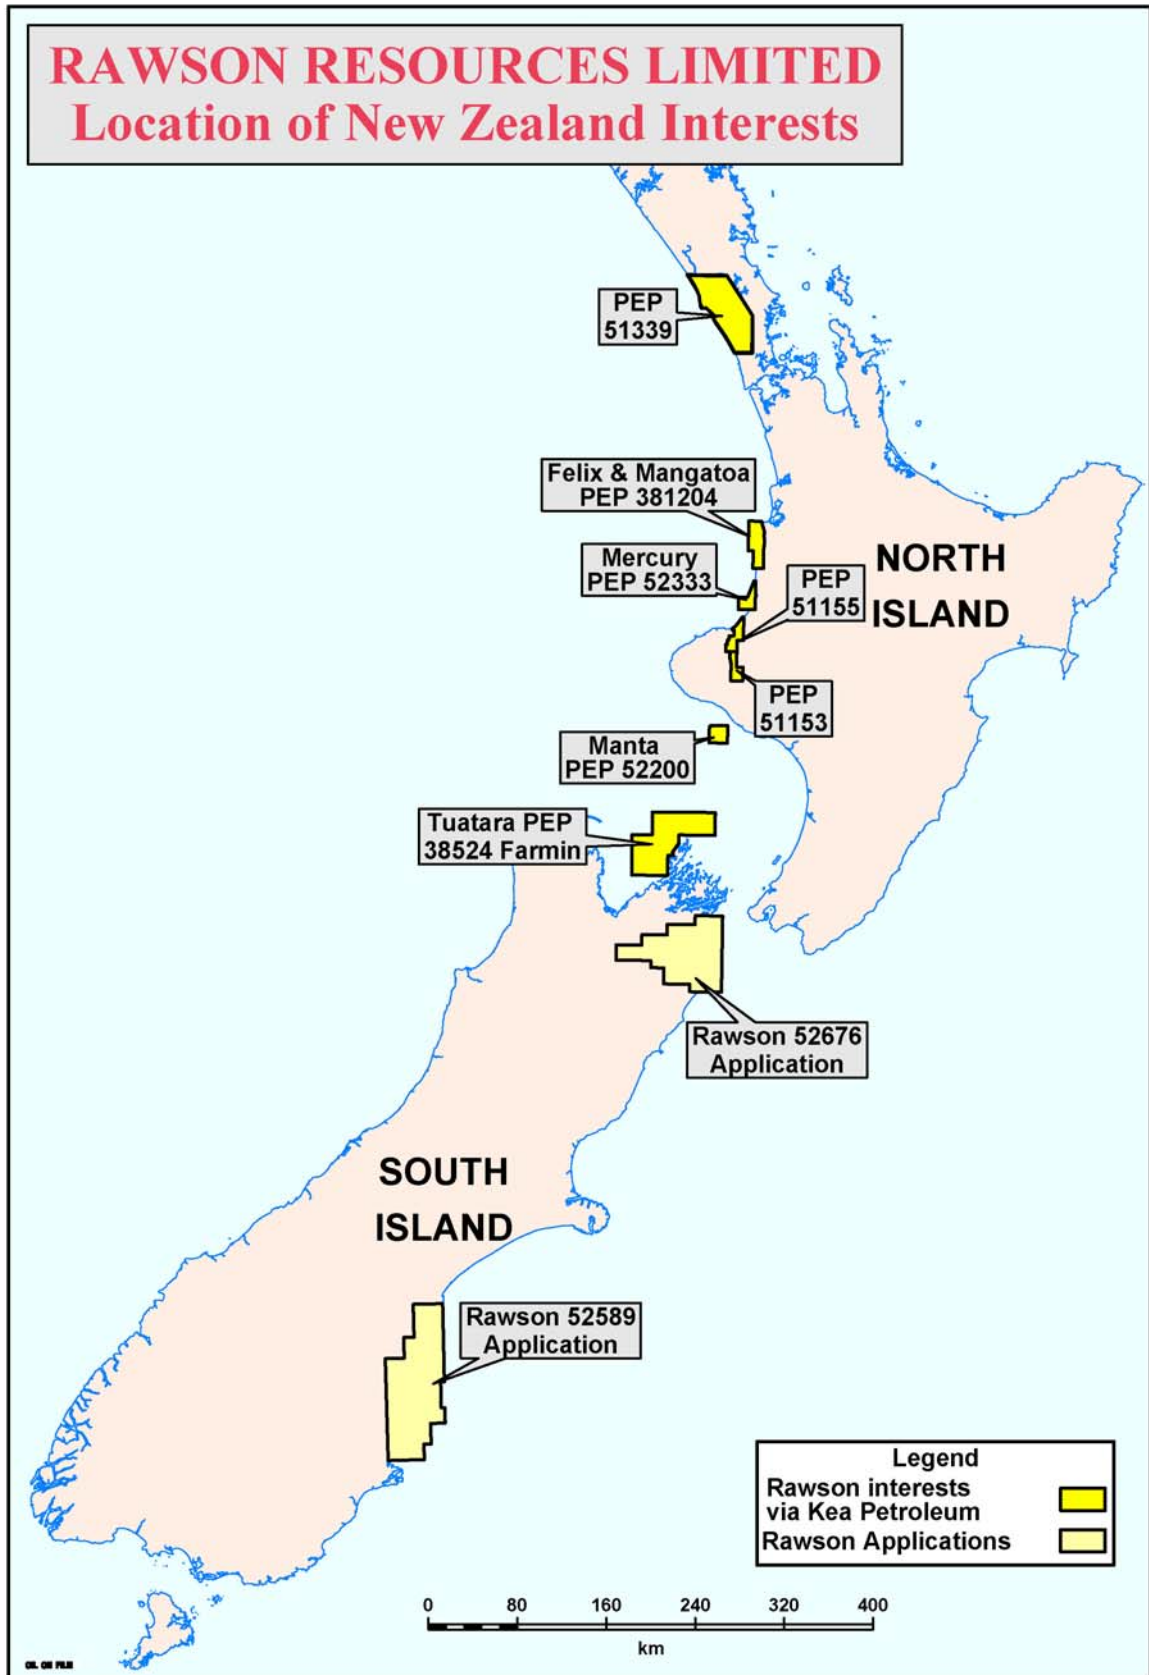 RAWSON RESOURCES LIMITED
Location of New Zealand Interests
PEP
51339
Felix & Mangatoa
PEP 381204
Mercury
PEP 52333
PEP
51155
NORTH
ISLAND
PEP
51153
Manta
PEP 52200
Tuatara PEP
38524 Farmin
Rawson 52676
Application
SOUTH
ISLAND
Rawson 52589
Application
Legend
Rawson interests
via Kea Petroleum
Rawson Applications
0 80 160 240 320 400
km